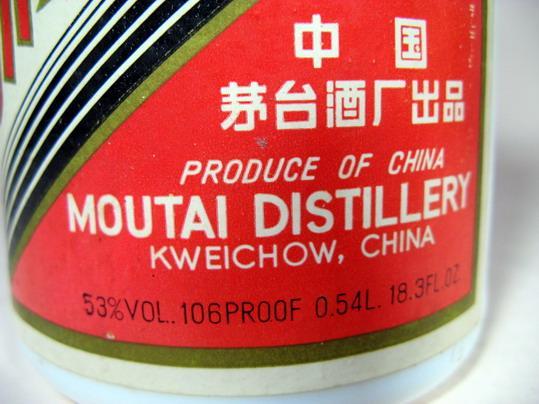 中国
茅台酒厂出品
PRODUCE OF CHINA
MOUTAI DISTILLERY
KWEICHOW, CHINA
53%VOL..106PROOF 0.54L. 18.3FL.OZ